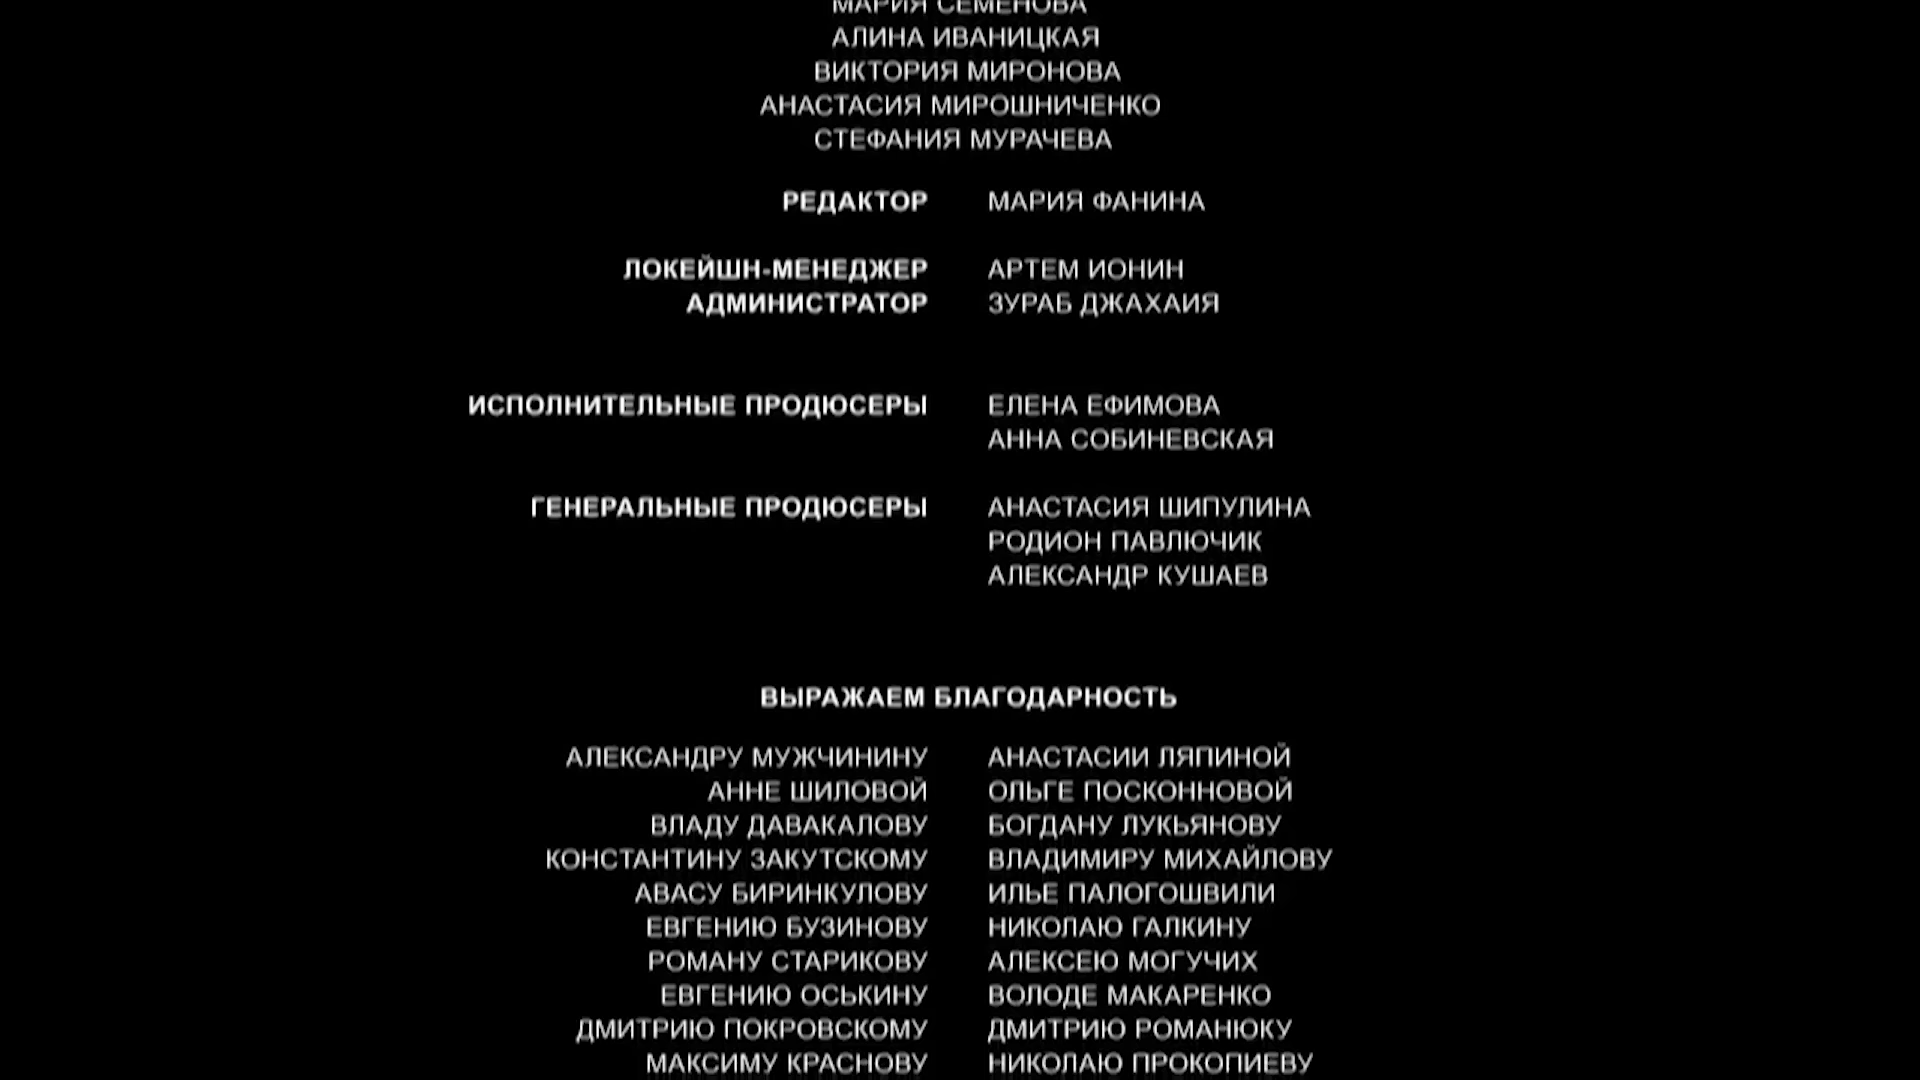 МАРИЯ СЕМЕНОВА
АЛИНА ИВАНИЦКАЯ
ВИКТОРИЯ МИРОНОВА
АНАСТАСИЯ МИРОШНИЧЕНКО
СТЕФАНИЯ МУРАЧЕВА
РЕДАКТОР МАРИЯ ФАНИНА
ЛОКЕЙШН-МЕНЕДЖЕР АРТЕМ ИОНИН
АДМИНИСТРАТОР ЗУРАБ ДЖАХАИЯ
ИСПОЛНИТЕЛЬНЫЕ ПРОДЮСЕРЫ ЕЛЕНА ЕФИМОВА
АННА СОБИНЕВСКАЯ
ГЕНЕРАЛЬНЫЕ ПРОДЮСЕРЫ АНАСТАСИЯ ШИПУЛИНА
РОДИОН ПАВЛЮЧИК
АЛЕКСАНДР КУШАЕВ
ВЫРАЖАЕМ БЛАГОДАРНОСТЬ
АЛЕКСАНДРУ МУЖЧИНИНУ АНАСТАСИИ ЛЯПИНОЙ
АННЕ ШИЛОВОЙ ОЛЬГЕ ПОСКОННОВОЙ
ВЛАДУ ДАВАКАЛОВУ БОГДАНУ ЛУКЬЯНОВУ
КОНСТАНТИНУ ЗАКУТСКОМУ ВЛАДИМИРУ МИХАЙЛОВУ
АВАСУ БИРИНКУЛОВУ ИЛЬЕ ПАЛОГОШВИЛИ
ЕВГЕНИЮ БУЗИНОВУ НИКОЛАЮ ГАЛКИНУ
РОМАНУ СТАРИКОВУ АЛЕКСЕЮ МОГУЧИХ
ЕВГЕНИЮ ОСЬКИНУ ВОЛОДЕ МАКАРЕНКО
ДМИТРИЮ ПОКРОВСКОМУ ДМИТРИЮ РОМАНЮКУ
МАКСИМУ КРАСНОВУ НИКОЛАЮ ПРОКОПИЕВУ